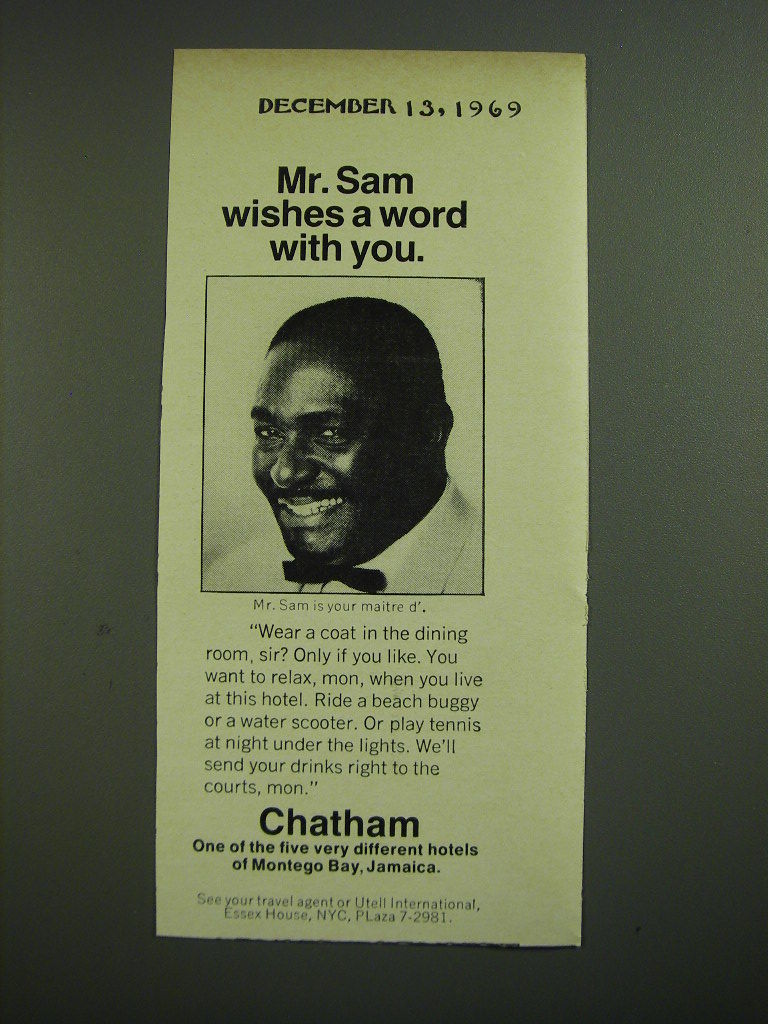 DECEMBER 13, 1969
Mr. Sam
wishes a word
with you.
Mr. Sam is your maitre d'.
"Wear a coat in the dining
room, sir? Only if you like. You
want to relax, mon, when you live
at this hotel. Ride a beach buggy
or a water scooter. Or play tennis
at night under the lights. We'll
send your drinks right to the
courts, mon."
Chatham
One of the five very different hotels
of Montego Bay, Jamaica.
See your travel agent or Utell International,
Essex House, NYC, PLaza 7-2981.